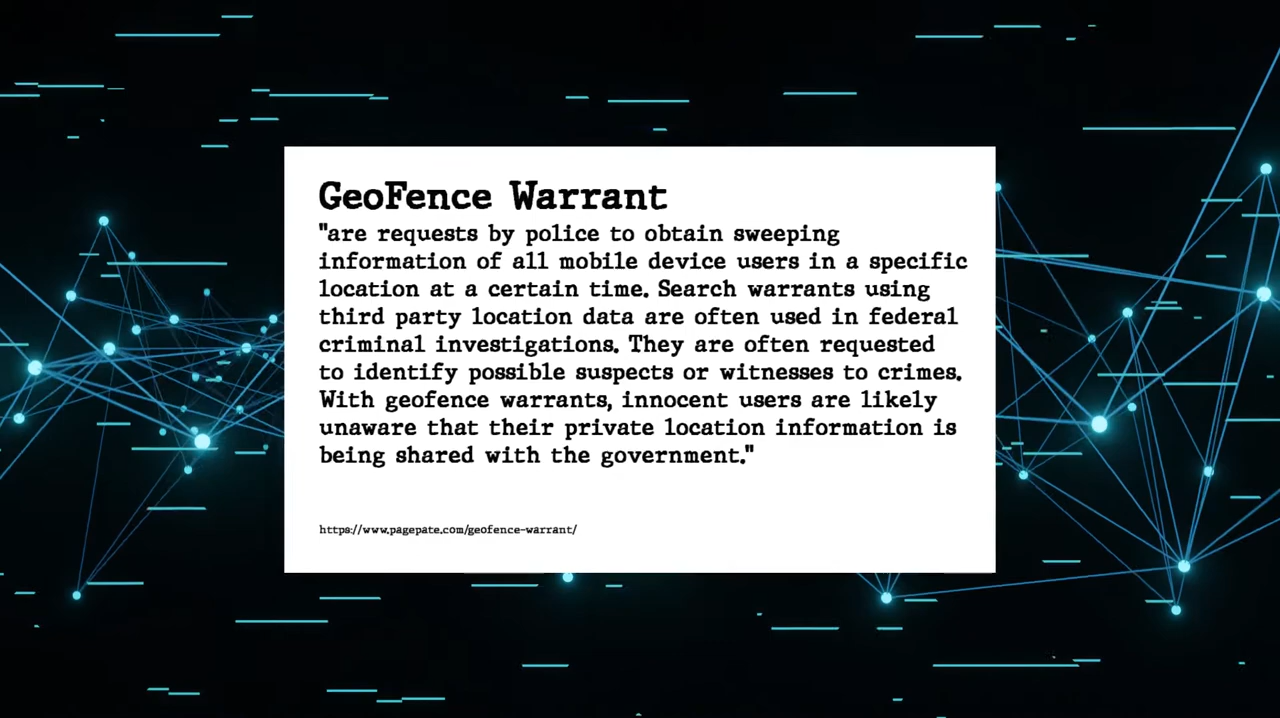 GeoFence Warrant
"are requests by police to obtain sweeping
information of all mobile device users in a specific
location at a certain time. Search warrants using
third party location data are often used in federal
criminal investigations. They are often requested
to identify possible suspects or witnesses to crimes.
With geofence warrants, innocent users are likely
unaware that their private location information is
being shared with the government."
https://www.pagepate.com/geofence-warrant/